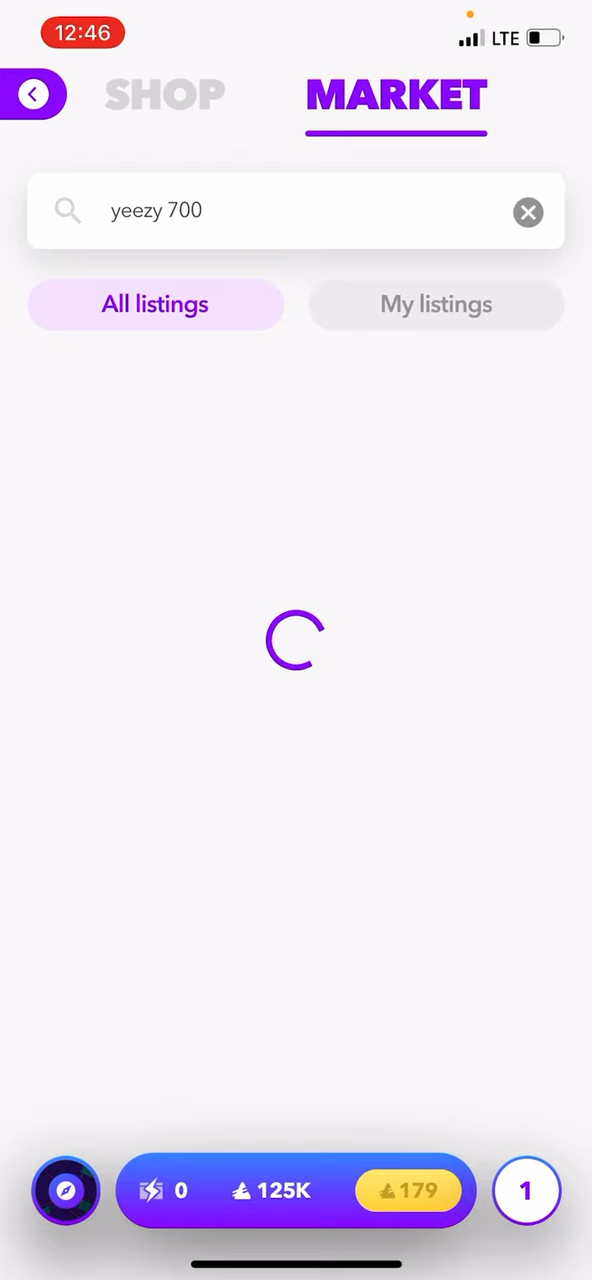 12:46
LTE
SHOP
MARKET
yeezy 700
All listings
My listings
0
125K
179
1